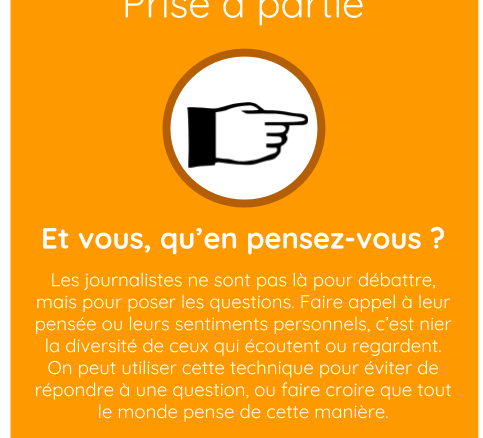 Prise à partie
Et vous, qu'en pensez-vous ?
Les journalistes ne sont pas là pour débattre,
mais pour poser les questions. Faire appel à leur
pensée ou leurs sentiments personnels, c'est nier
la diversité de ceux qui écoutent ou regardent.
On peut utiliser cette technique pour éviter de
répondre à une question, ou faire croire que tout
le monde pense de cette manière.